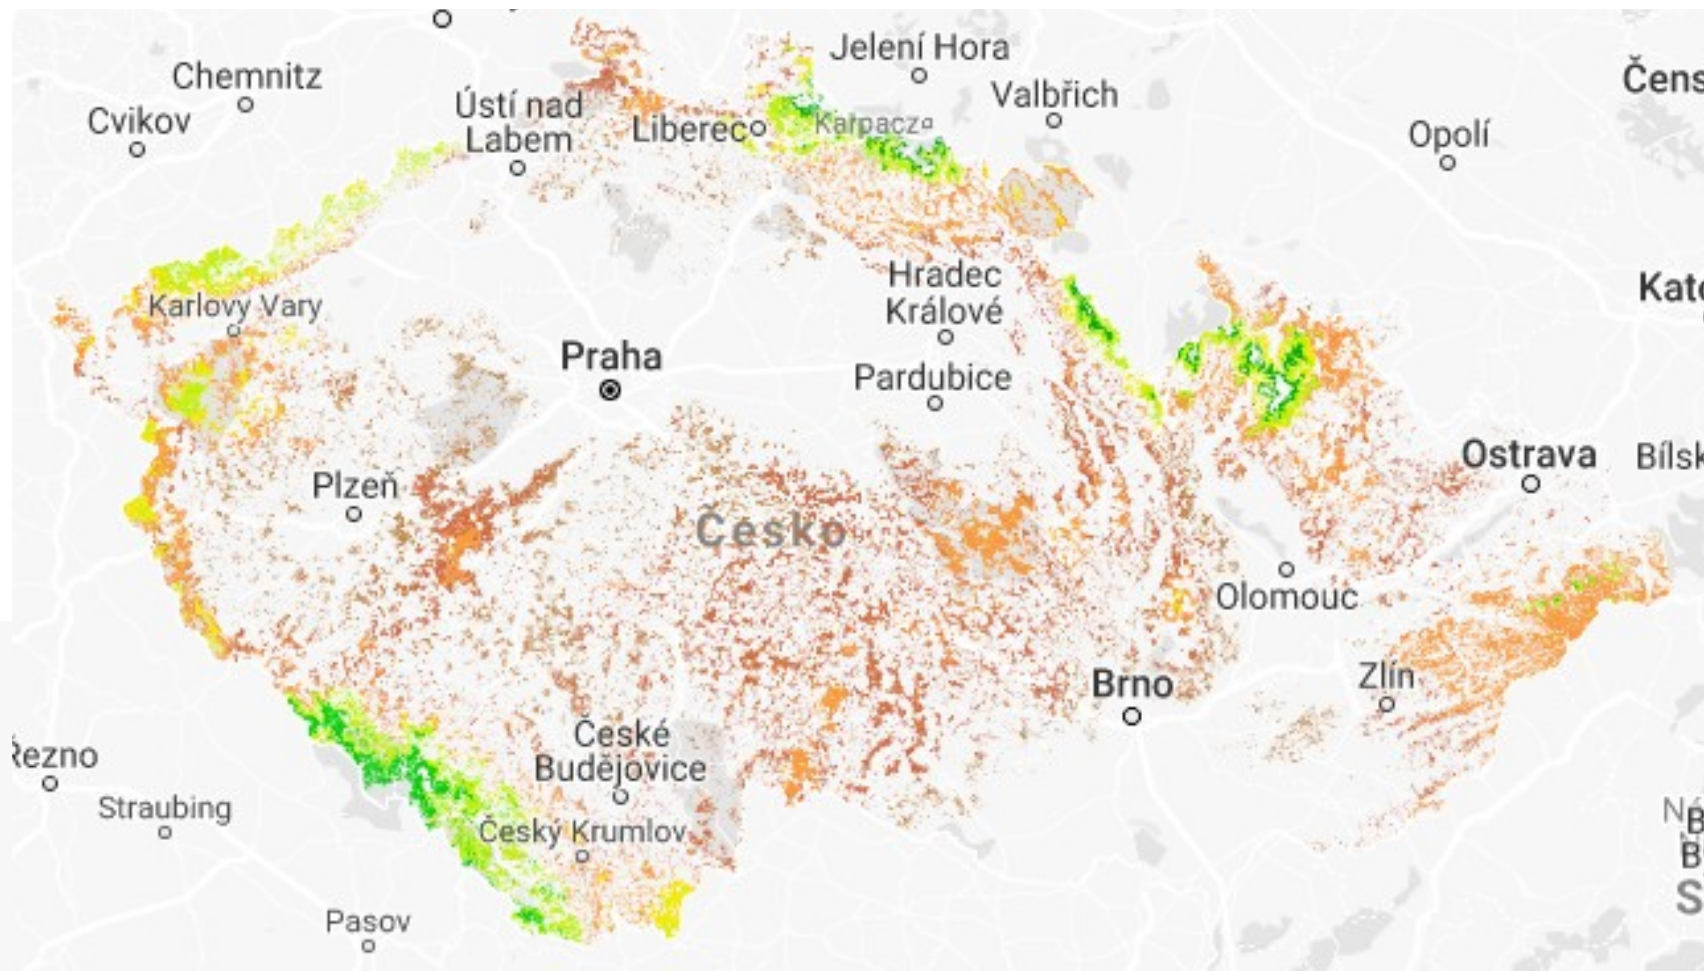 Jelení Hora
Čens
Chemnitz
Valbřich
Ústí nad
Labem
Cvikov
Liberec
Karpacz
Opolí
Hradec
Králové
Kato
Karlovy Vary
Praha
Pardubice
Ostrava
Bílsk
Plzeň
Česko
Olomouc
Brno
Zlín
České
Budějovice
Řezno
Straubing
Český Krumlov
Pasov